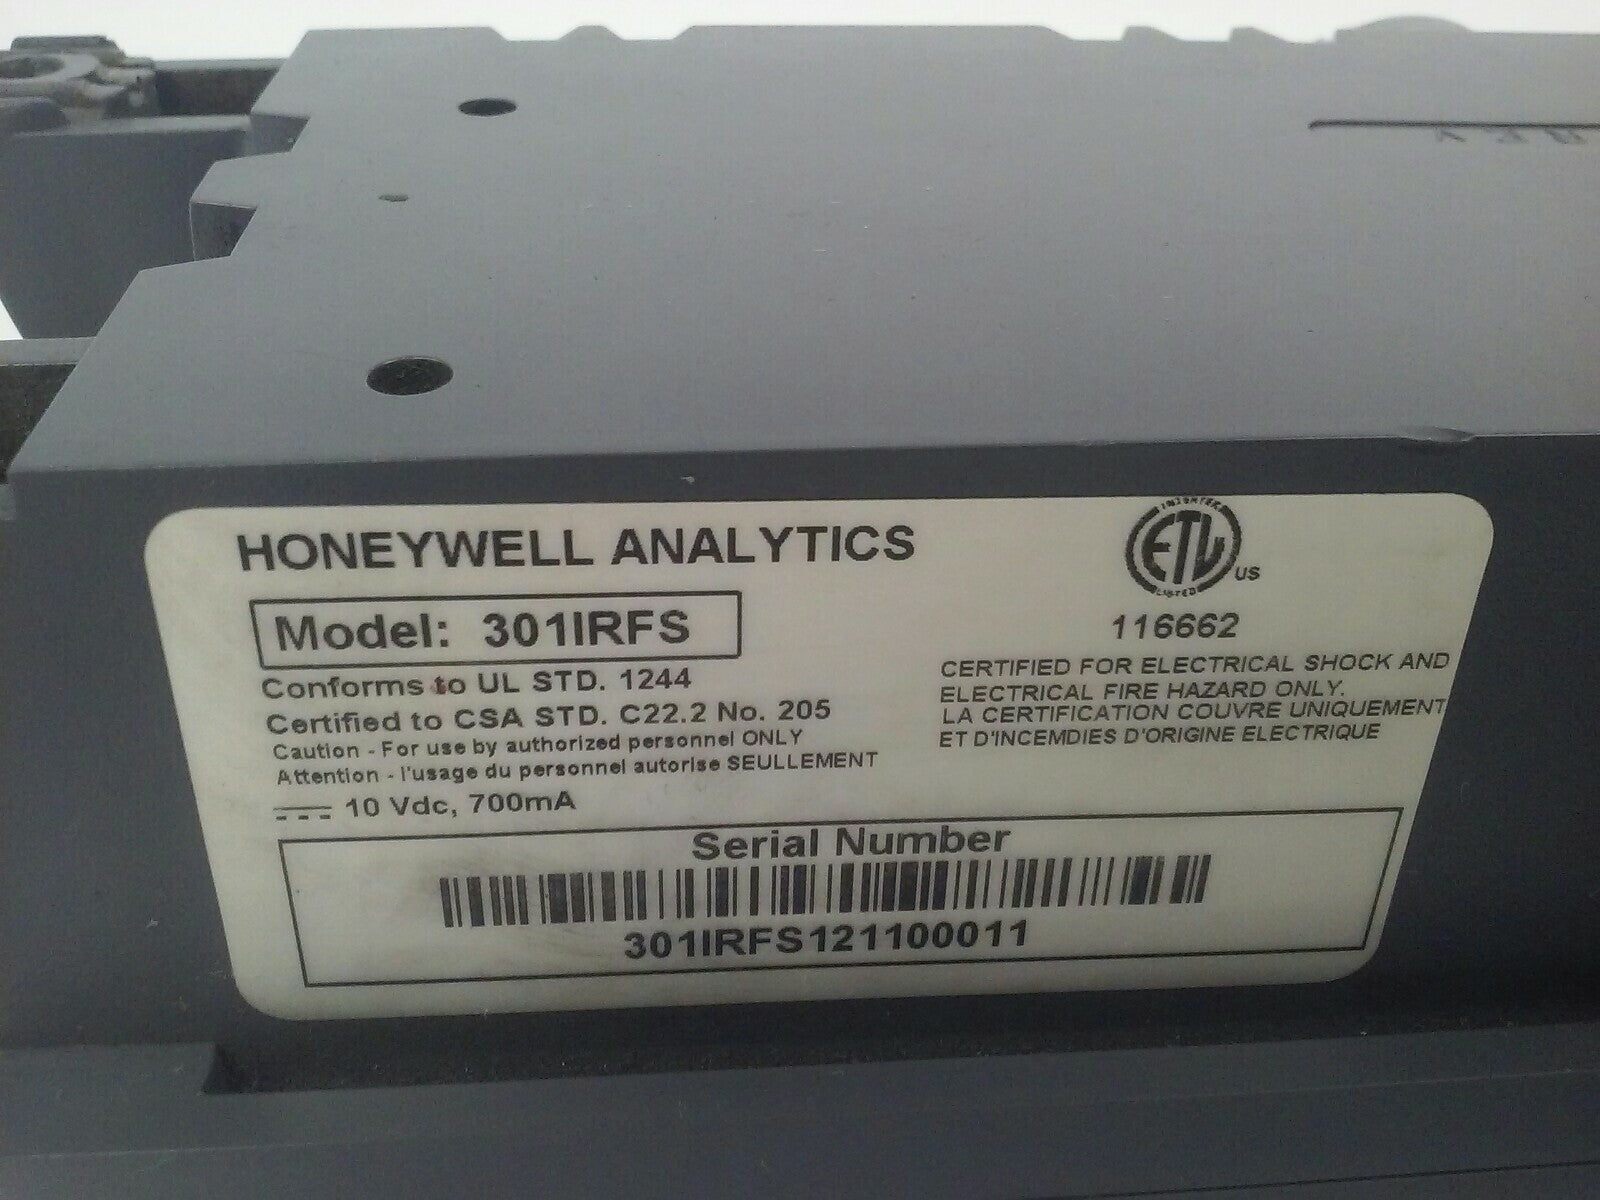 HONEYWELL ANALYTICS
Model: 301IRFS
Conforms to UL STD. 1244
Certified to CSA STD. C22.2 No. 205
Caution - For use by authorized personnel ONLY
Attention - l'usage du personnel autorise SEULLEMENT
10 Vdc, 700mA
INTERTEK
ETL
LISTED
US
116662
CERTIFIED FOR ELECTRICAL SHOCK AND
ELECTRICAL FIRE HAZARD ONLY.
LA CERTIFICATION COUVRE UNIQUEMENT
ET D'INCEMDIES D'ORIGINE ELECTRIQUE
Serial Number
301IRFS121100011